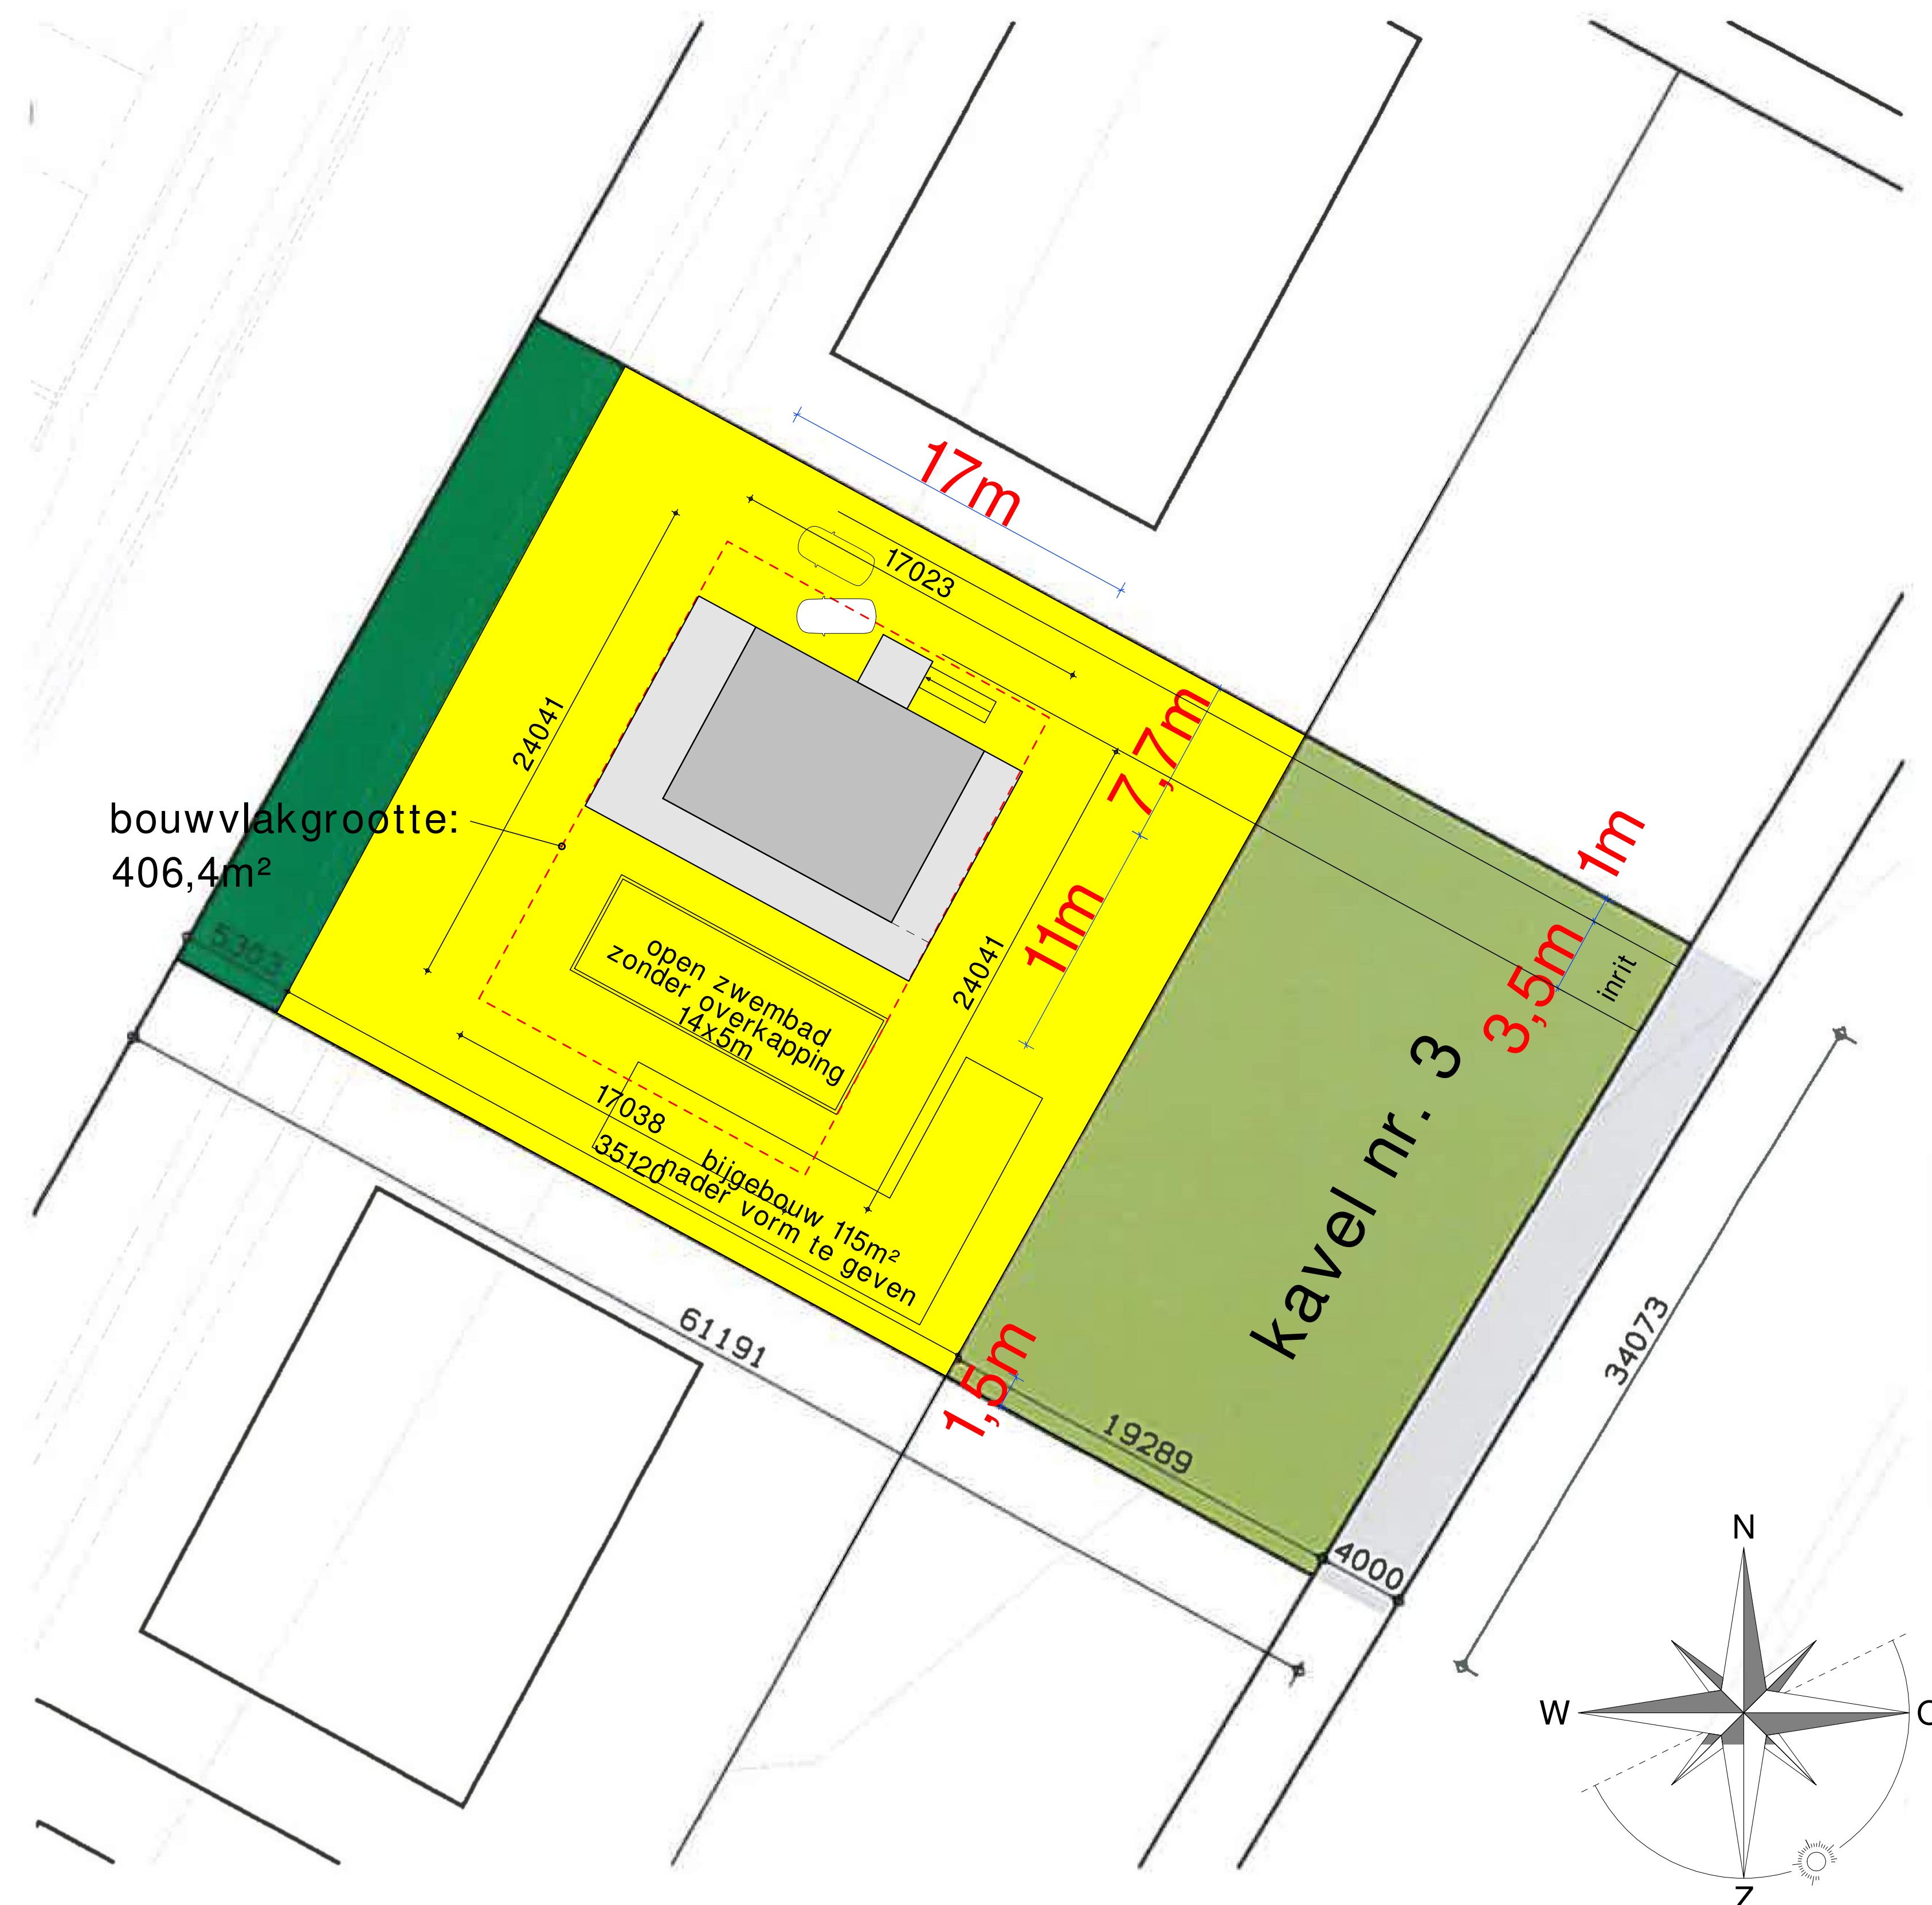 17m
17023
7,7m
24041
bouwvlakgrootte:
406,4m²
1m
11m
3,5m
inrit
5303
open zwembad
zonder overkapping
14x5m
24041
kavel nr. 3
17038
35120
bijgebouw 115m²
nader vorm te geven
61191
1,5m
34073
19289
4000
N
W
O
Z